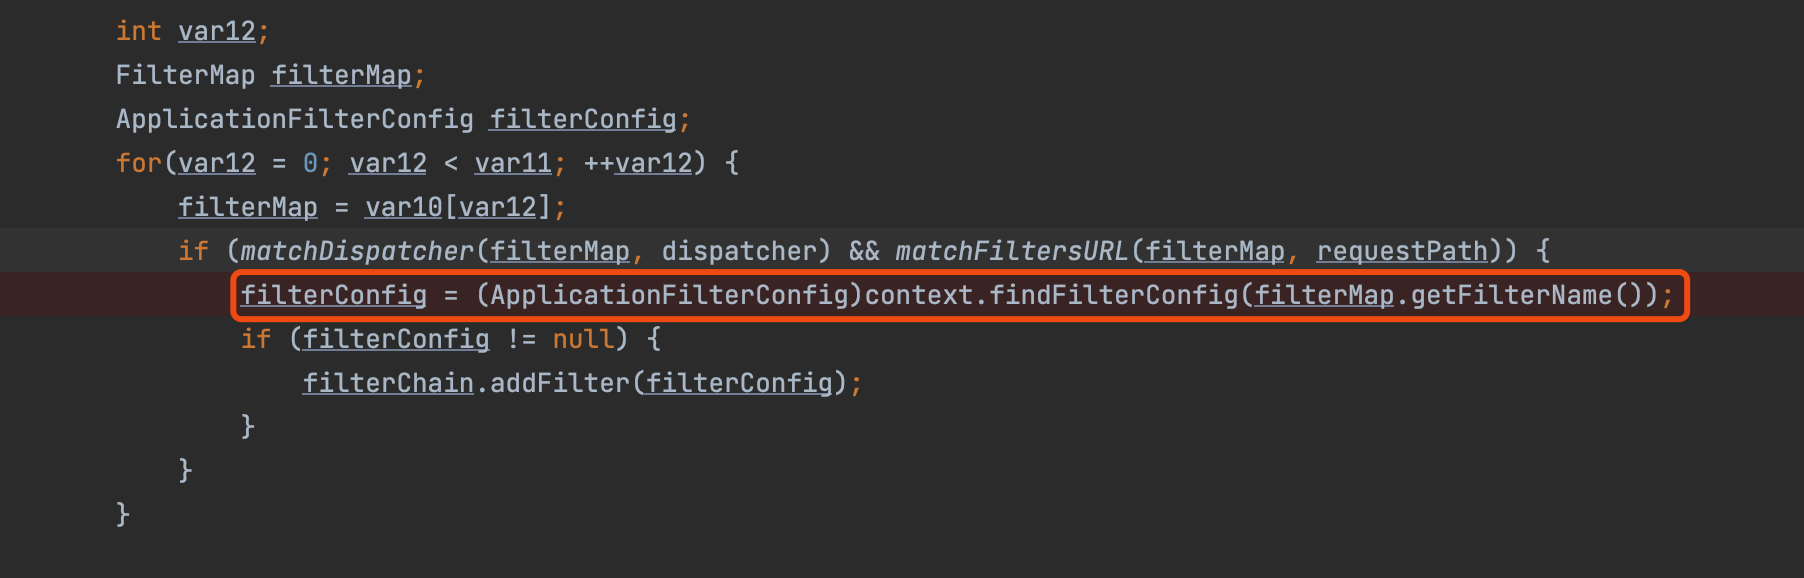 int var12;
FilterMap filterMap;
ApplicationFilterConfig filterConfig;
for(var12 = 0; var12 < var11; ++var12) {
filterMap = var10[var12];
if (matchDispatcher(filterMap, dispatcher) && matchFiltersURL(filterMap, requestPath)) {
filterConfig = (ApplicationFilterConfig)context.findFilterConfig(filterMap.getFilterName());
if (filterConfig != null) {
filterChain.addFilter(filterConfig);
}
}
}